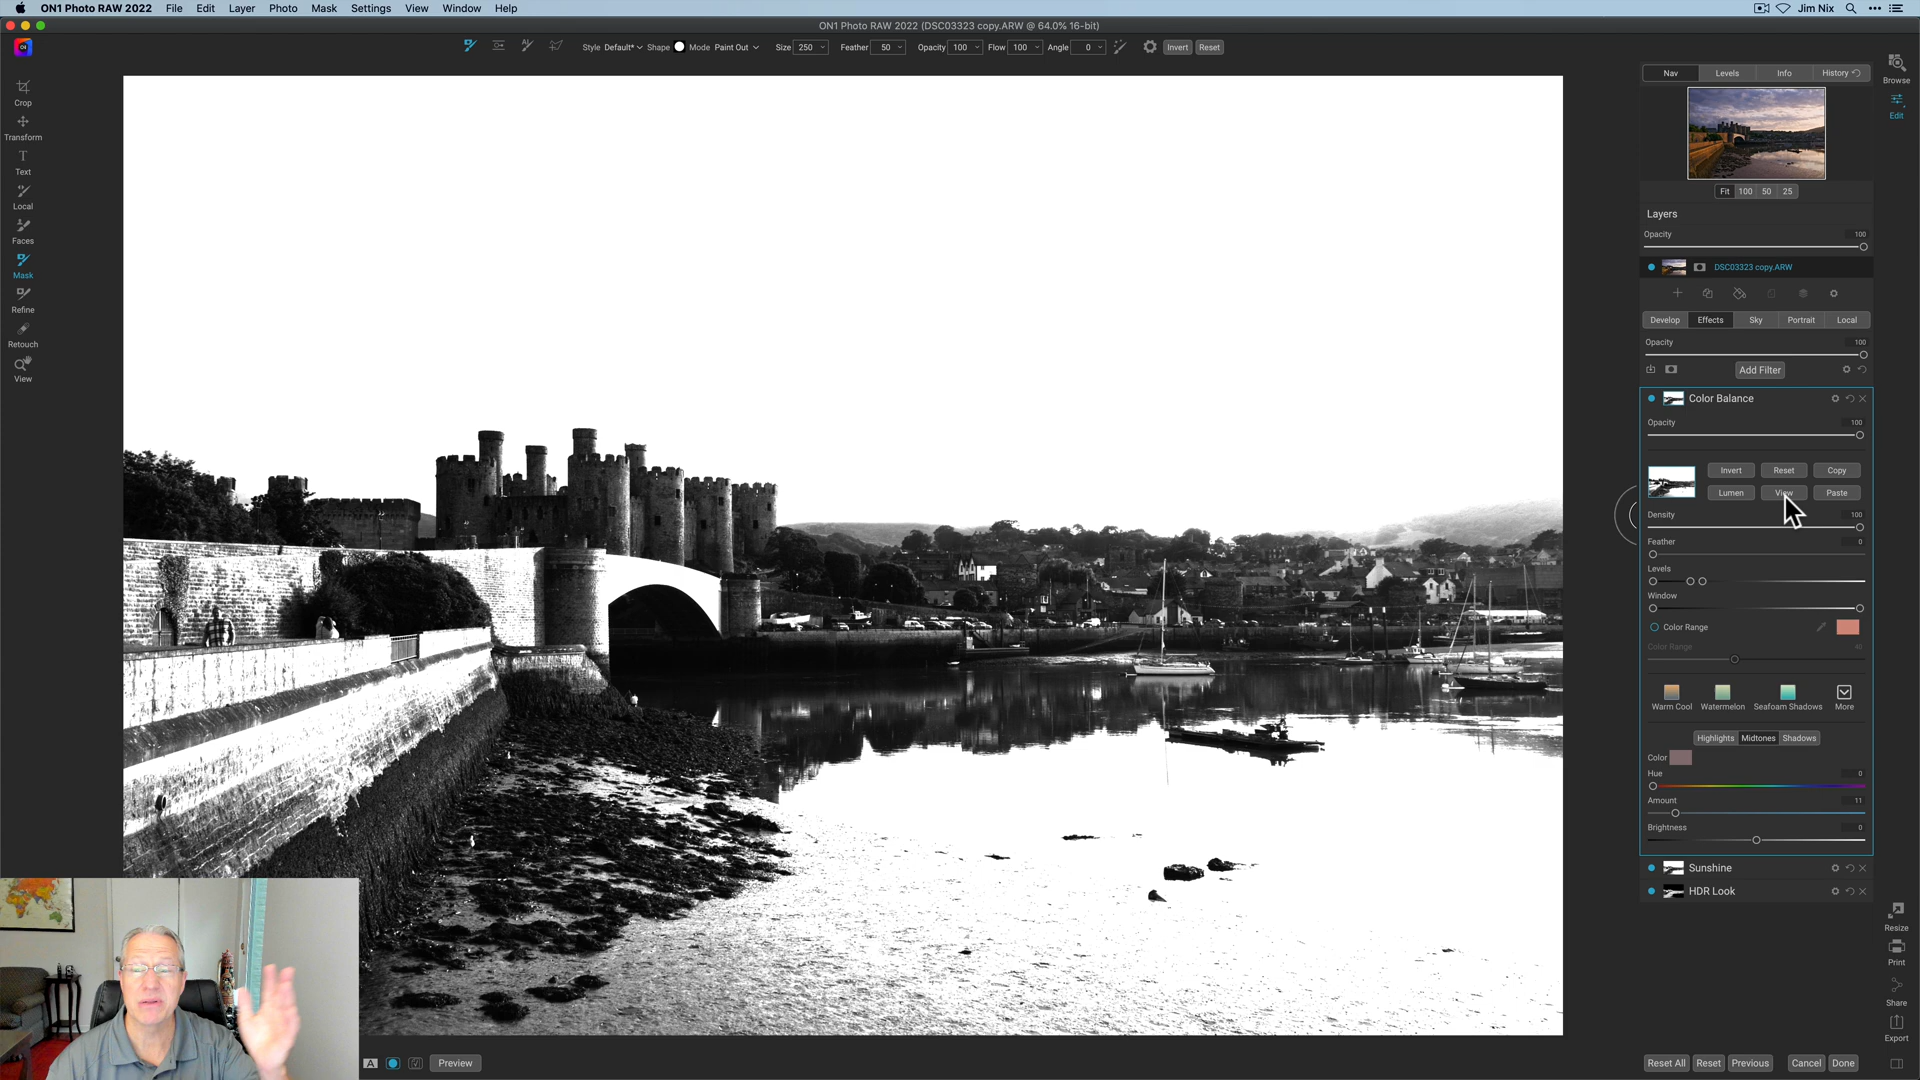 ON1 Photo RAW 2022 File Edit Layer Photo Mask Settings View Window Help Jim Nix
ON1 Photo RAW 2022 (DSC03323 copy.ARW @ 64.0% 16-bit)
Style Default* Shape Mode Paint Out Size 250 Feather 50 Opacity 100 Flow 100 Angle 0 Invert Reset
Crop
Transform
Text
Local
Faces
Mask
Refine
Retouch
View
Nav Levels Info History
Browse
Edit
Fit 100 50 25
Layers
Opacity 100
DSC03323 copy.ARW
Develop Effects Sky Portrait Local
Opacity 100
Add Filter
Color Balance
Opacity 100
Invert Reset Copy
Lumen View Paste
Density 100
Feather 0
Levels
Window
Color Range
Color Range 40
Warm Cool Watermelon Seafoam Shadows More
Highlights Midtones Shadows
Color
Hue 0
Amount 11
Brightness 0
Sunshine
HDR Look
Resize
Print
Share
Export
A Preview
Reset All Reset Previous Cancel Done